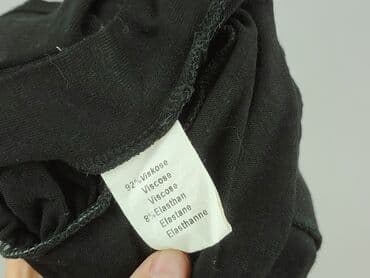 92% Viskose
Viscose
Viscose
8% Elasthan
Elastane
Elasthanne